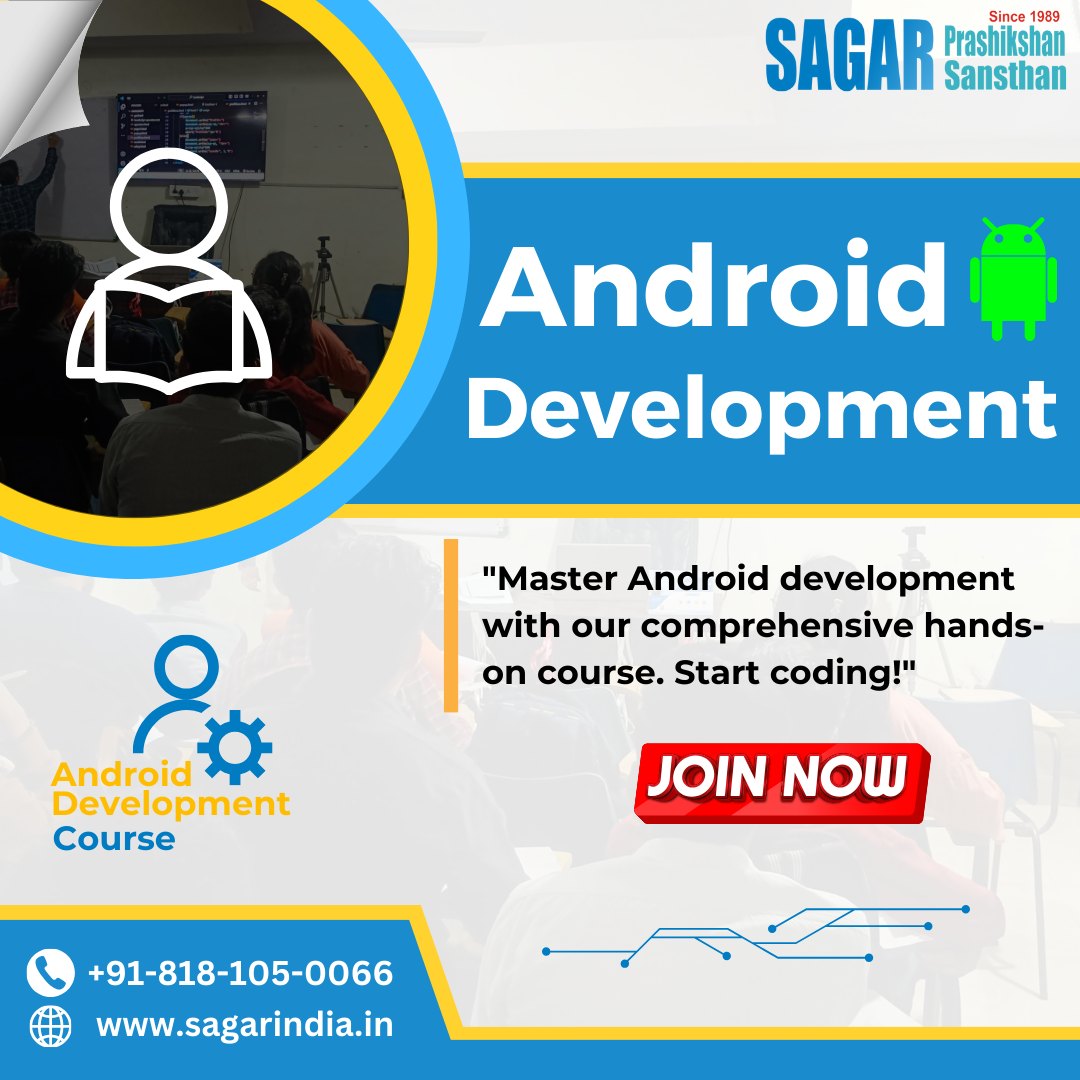 Since 1989
SAGAR Prashikshan
Sansthan
Android
Development
"Master Android development
with our comprehensive hands-
on course. Start coding!"
JOIN NOW
Android
Development
Course
+91-818-105-0066
www.sagarindia.in